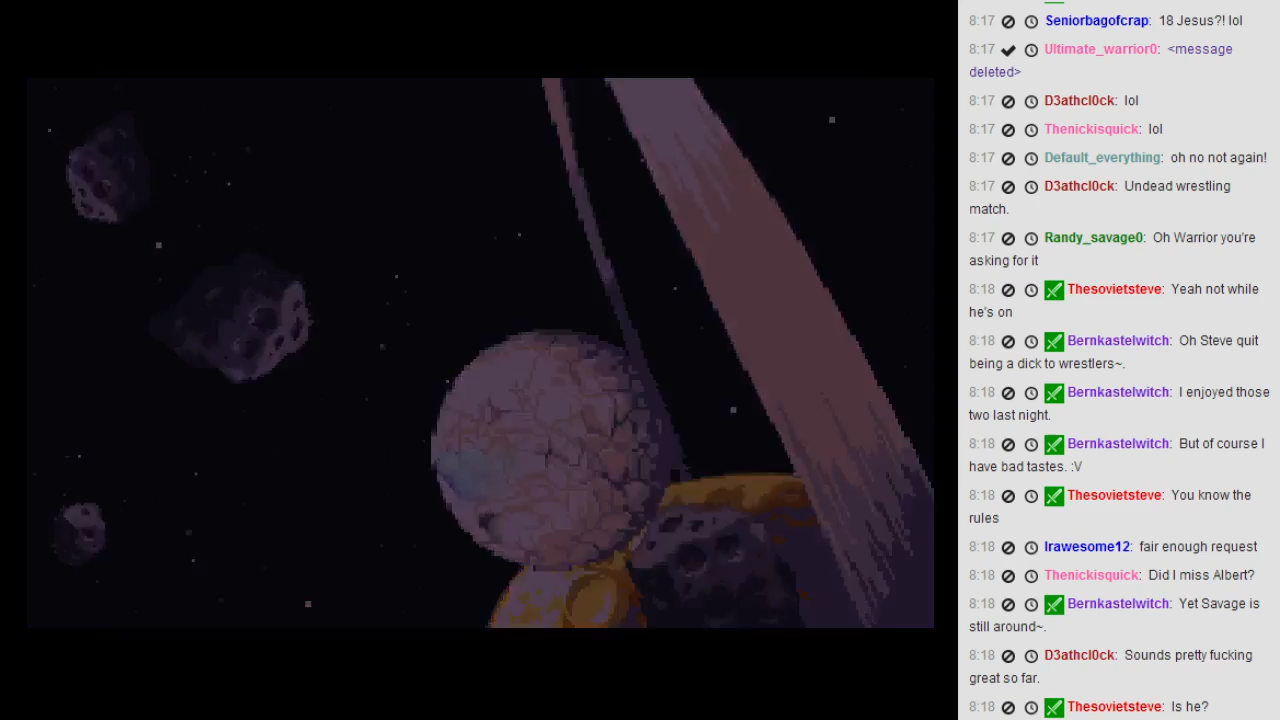 8:17 Seniorbagofcrap: 18 Jesus?! lol
8:17 Ultimate_warrior0: <message
deleted>
8:17 D3athcl0ck: lol
8:17 Thenickisquick: lol
8:17 Default_everything: oh no not again!
8:17 D3athcl0ck: Undead wrestling
match.
8:17 Randy_savage0: Oh Warrior you're
asking for it
8:18 Thesovietsteve: Yeah not while
he's on
8:18 Bernkastelwitch: Oh Steve quit
being a dick to wrestlers~.
8:18 Bernkastelwitch: I enjoyed those
two last night.
8:18 Bernkastelwitch: But of course I
have bad tastes. :V
8:18 Thesovietsteve: You know the
rules
8:18 Irawesome12: fair enough request
8:18 Thenickisquick: Did I miss Albert?
8:18 Bernkastelwitch: Yet Savage is
still around~.
8:18 D3athcl0ck: Sounds pretty fucking
great so far.
8:18 Thesovietsteve: Is he?